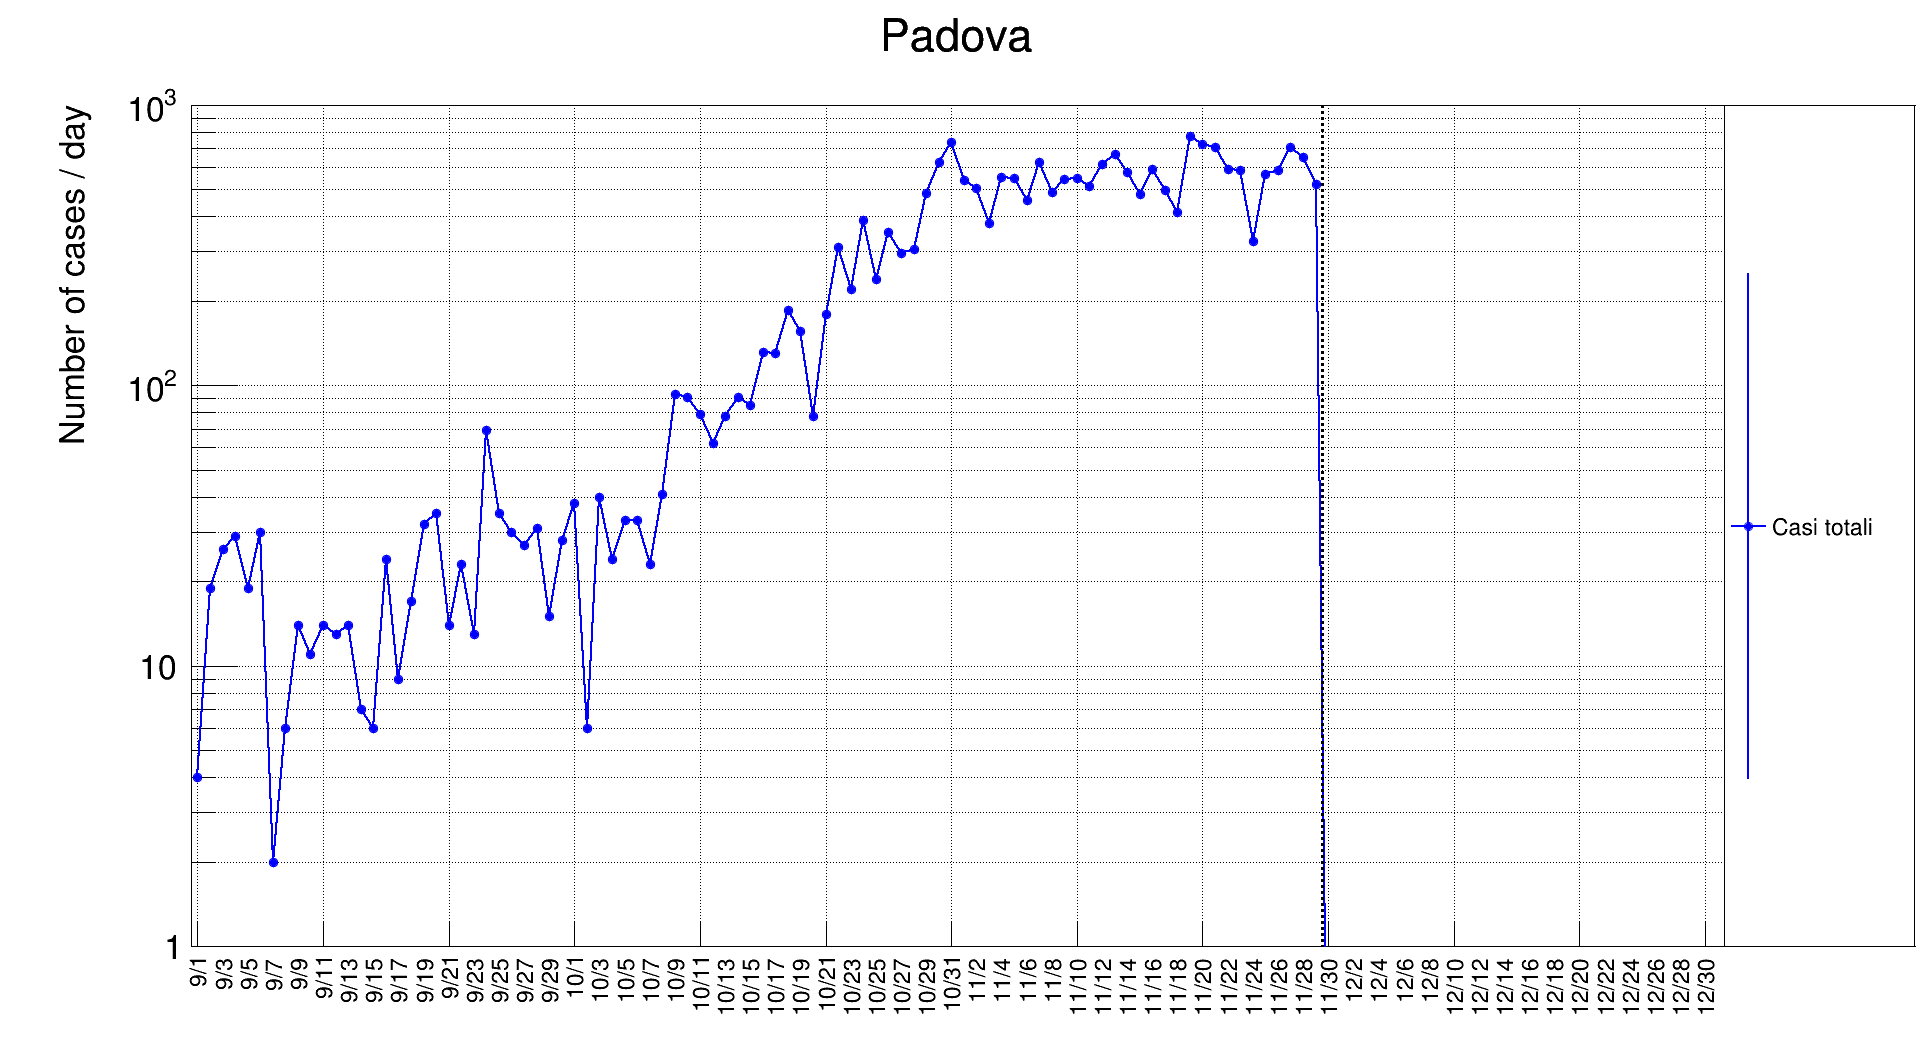 Padova
Number of cases / day
10³
10²
10
1
9/1 9/3 9/5 9/7 9/9 9/11 9/13 9/15 9/17 9/19 9/21 9/23 9/25 9/27 9/29 10/1 10/3 10/5 10/7 10/9 10/11 10/13 10/15 10/17 10/19 10/21 10/23 10/25 10/27 10/29 10/31 11/2 11/4 11/6 11/8 11/10 11/12 11/14 11/16 11/18 11/20 11/22 11/24 11/26 11/28 11/30 12/2 12/4 12/6 12/8 12/10 12/12 12/14 12/16 12/18 12/20 12/22 12/24 12/26 12/28 12/30
Casi totali